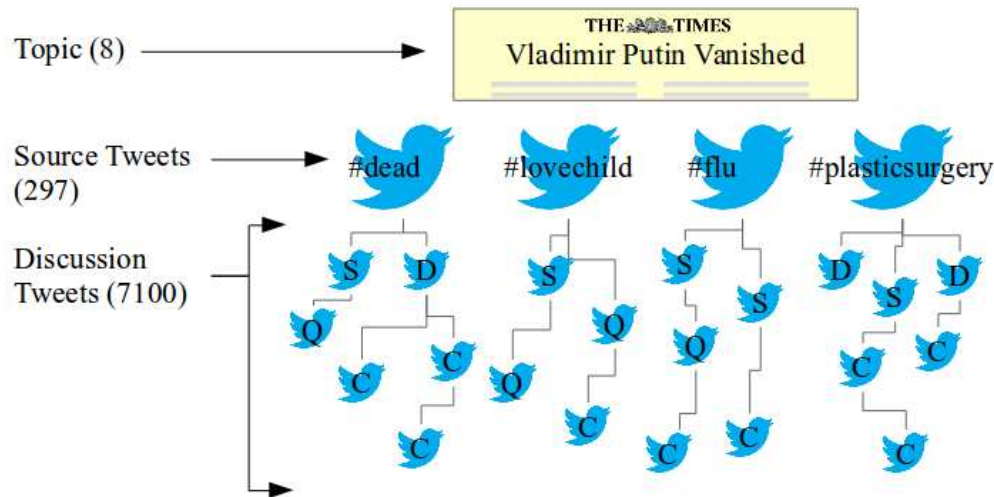 Topic (8)
THE TIMES
Vladimir Putin Vanished
Source Tweets
(297)
#dead
#lovechild
#flu
#plasticsurgery
Discussion
Tweets (7100)
S D S S D D
S S
Q Q Q
C C C C
Q
C C C C C